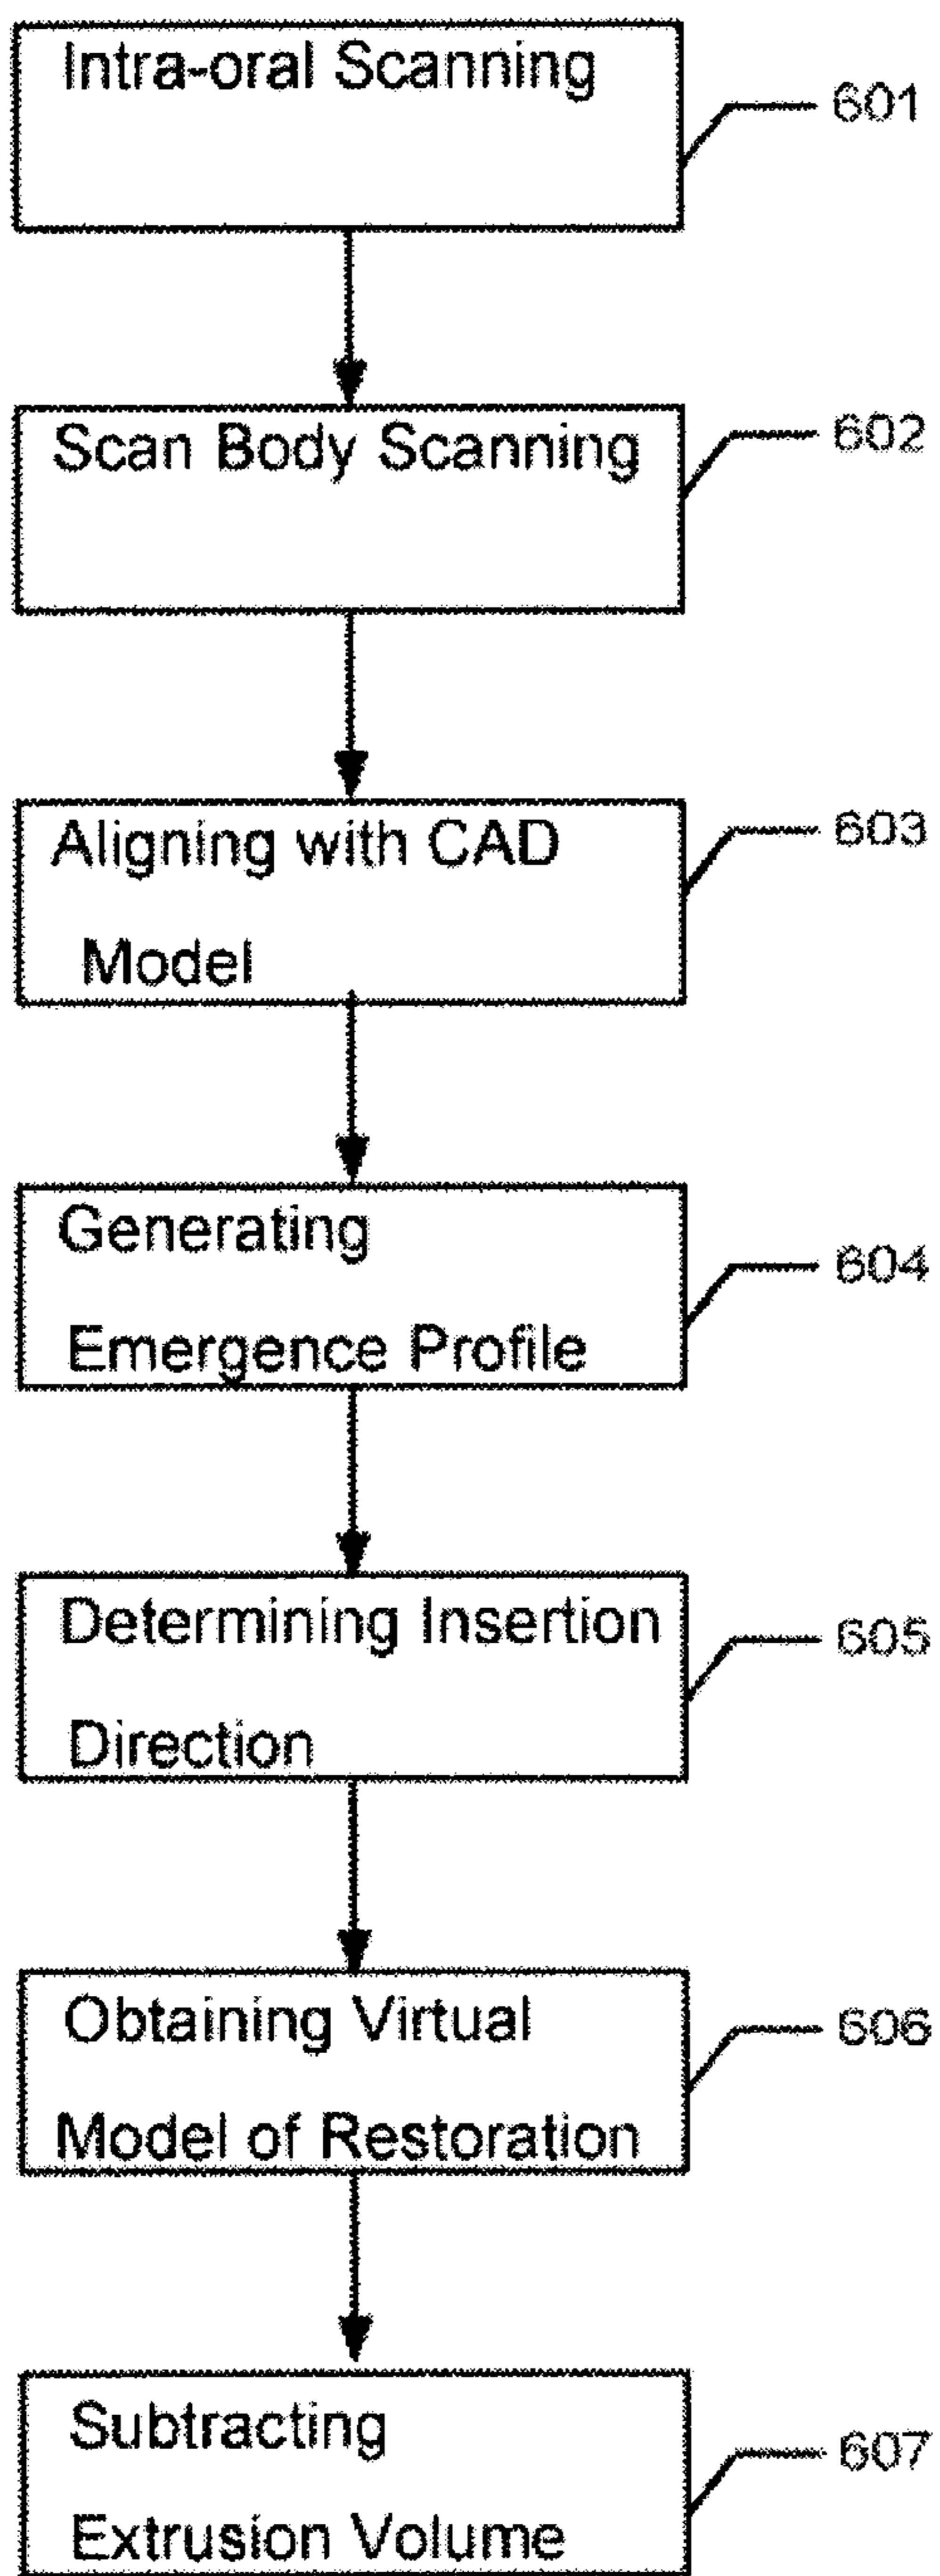 Intra-oral Scanning
601
Scan Body Scanning
602
Aligning with CAD
Model
603
Generating
Emergence Profile
604
Determining Insertion
Direction
605
Obtaining Virtual
Model of Restoration
606
Subtracting
Extrusion Volume
607